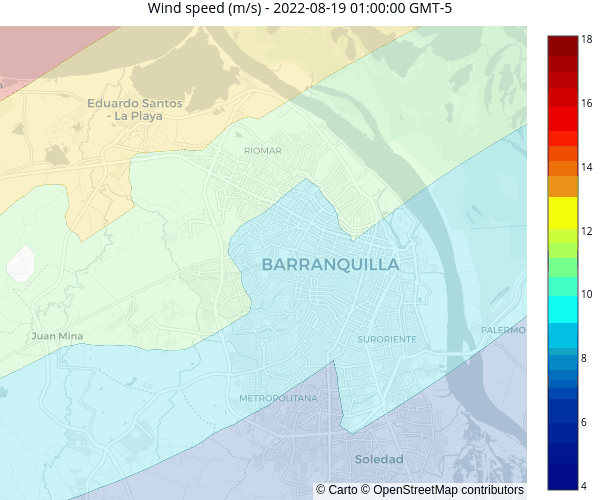 Wind speed (m/s) - 2022-08-19 01:00:00 GMT-5
18
16
14
12
10
8
6
4
Eduardo Santos
- La Playa
RIOMAR
BARRANQUILLA
Juan Mina
SURORIENTE
PALERMO
METROPOLITANA
Soledad
© Carto © OpenStreetMap contributors